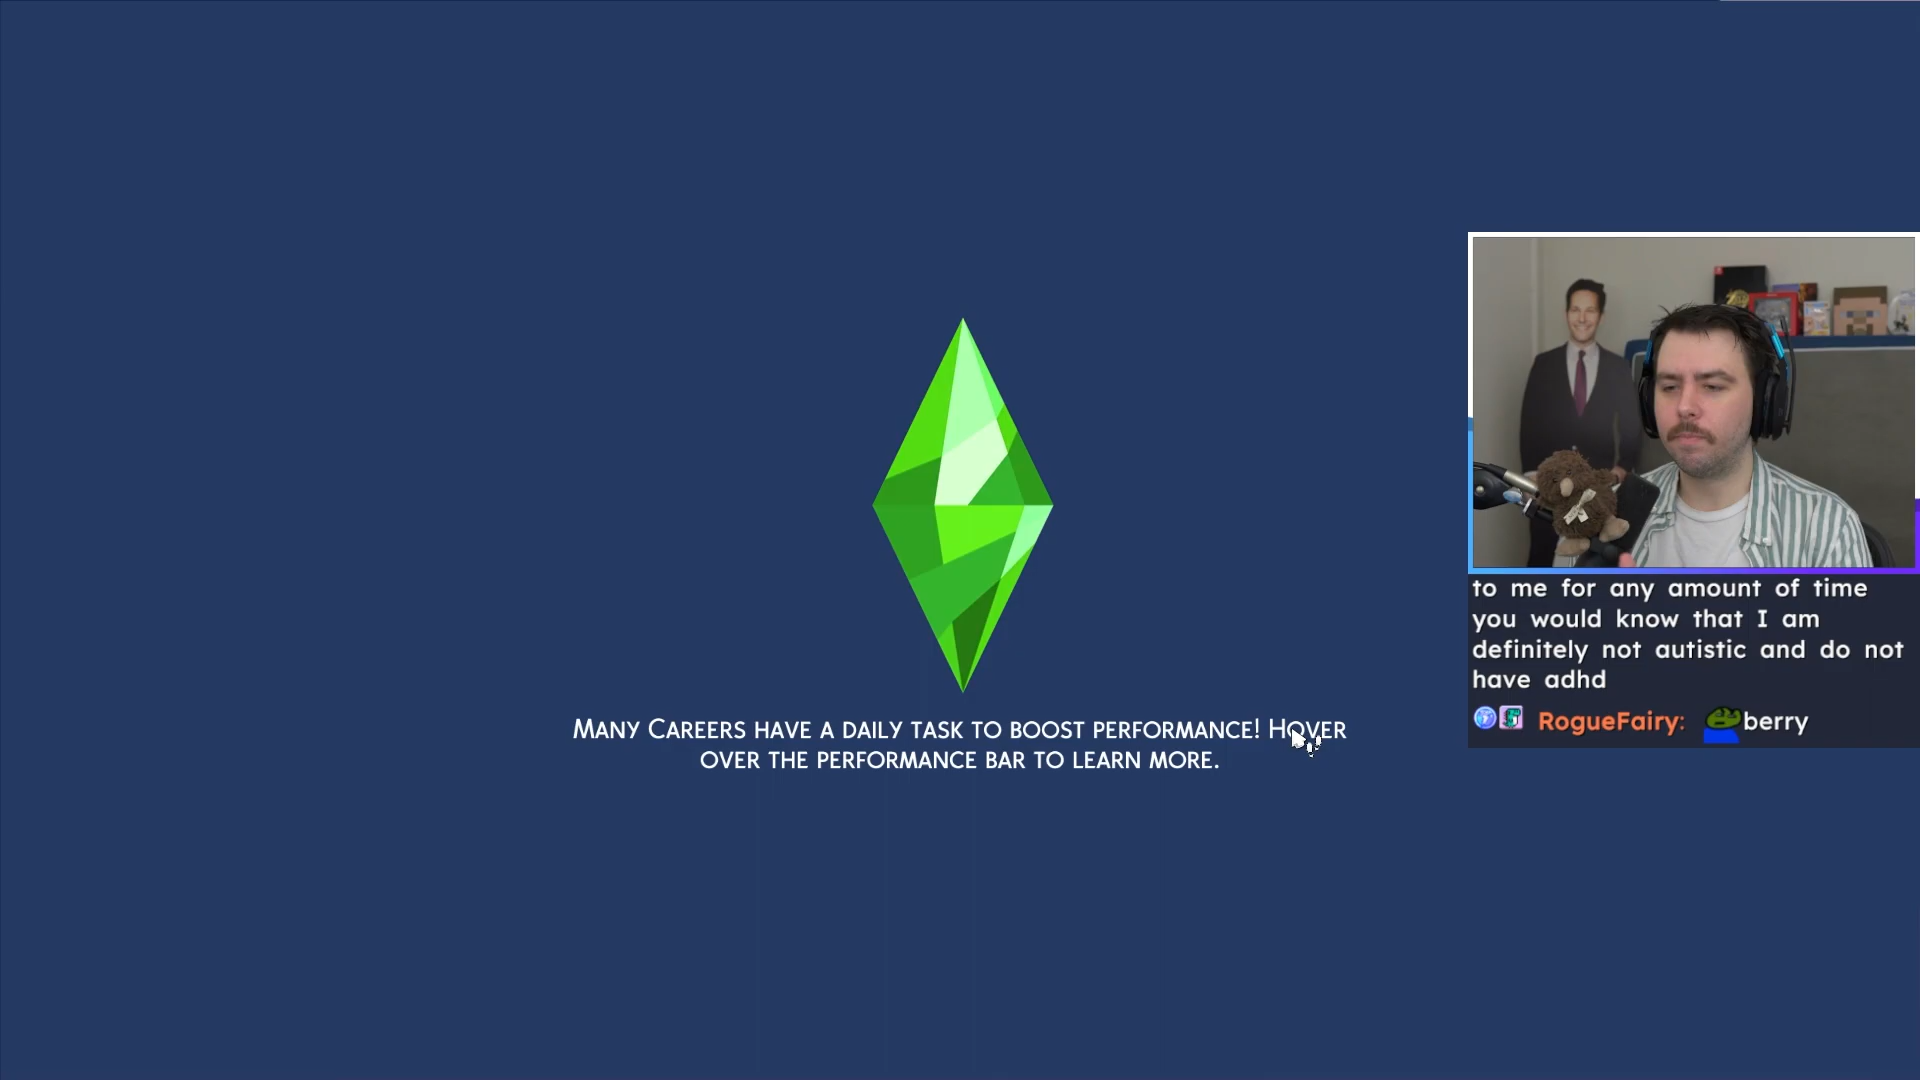 MANY CAREERS HAVE A DAILY TASK TO BOOST PERFORMANCE! HOVER
OVER THE PERFORMANCE BAR TO LEARN MORE.
to me for any amount of time
you would know that I am
definitely not autistic and do not
have adhd
RogueFairy: berry